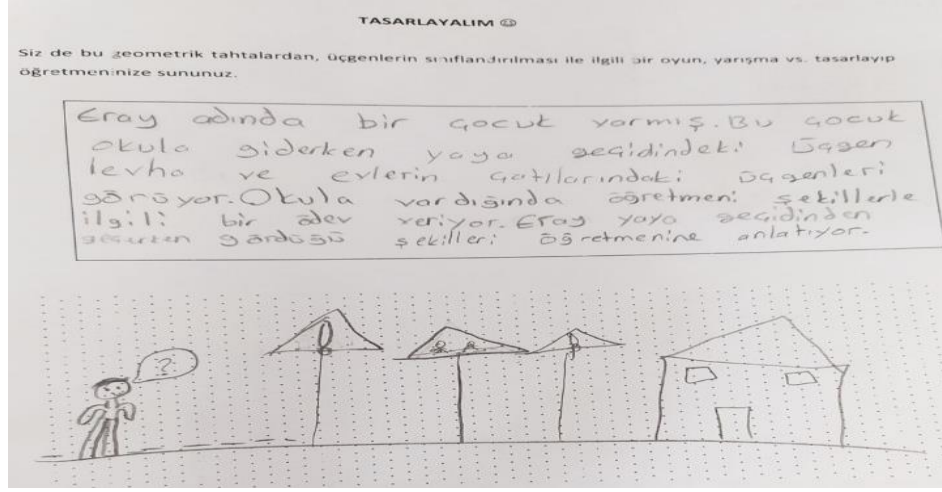 TASARLAYALIM ☺
Siz de bu geometrik tahtalardan, üçgenlerin sınıflandırılması ile ilgili bir oyun, yarışma vs. tasarlayıp
öğretmeninize sununuz.
Eray adında bir çocuk varmış. Bu çocuk
okula giderken yaya geçidindeki üçgen
levha ve evlerin çatılarındaki üçgenleri
görüyor. Okula vardığında öğretmeni şekillerle
ilgili bir ödev veriyor. Eray yaya geçidinden
geçerken gördüğü şekilleri öğretmenine anlatıyor.
?